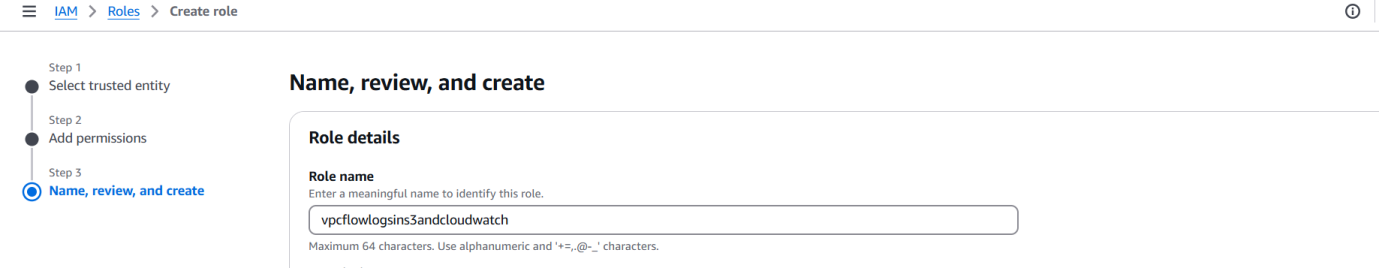 IAM > Roles > Create role
Step 1
Select trusted entity
Step 2
Add permissions
Step 3
Name, review, and create
Name, review, and create
Role details
Role name
Enter a meaningful name to identify this role.
vpcflowlogsins3andcloudwatch
Maximum 64 characters. Use alphanumeric and '+=,.@-_' characters.